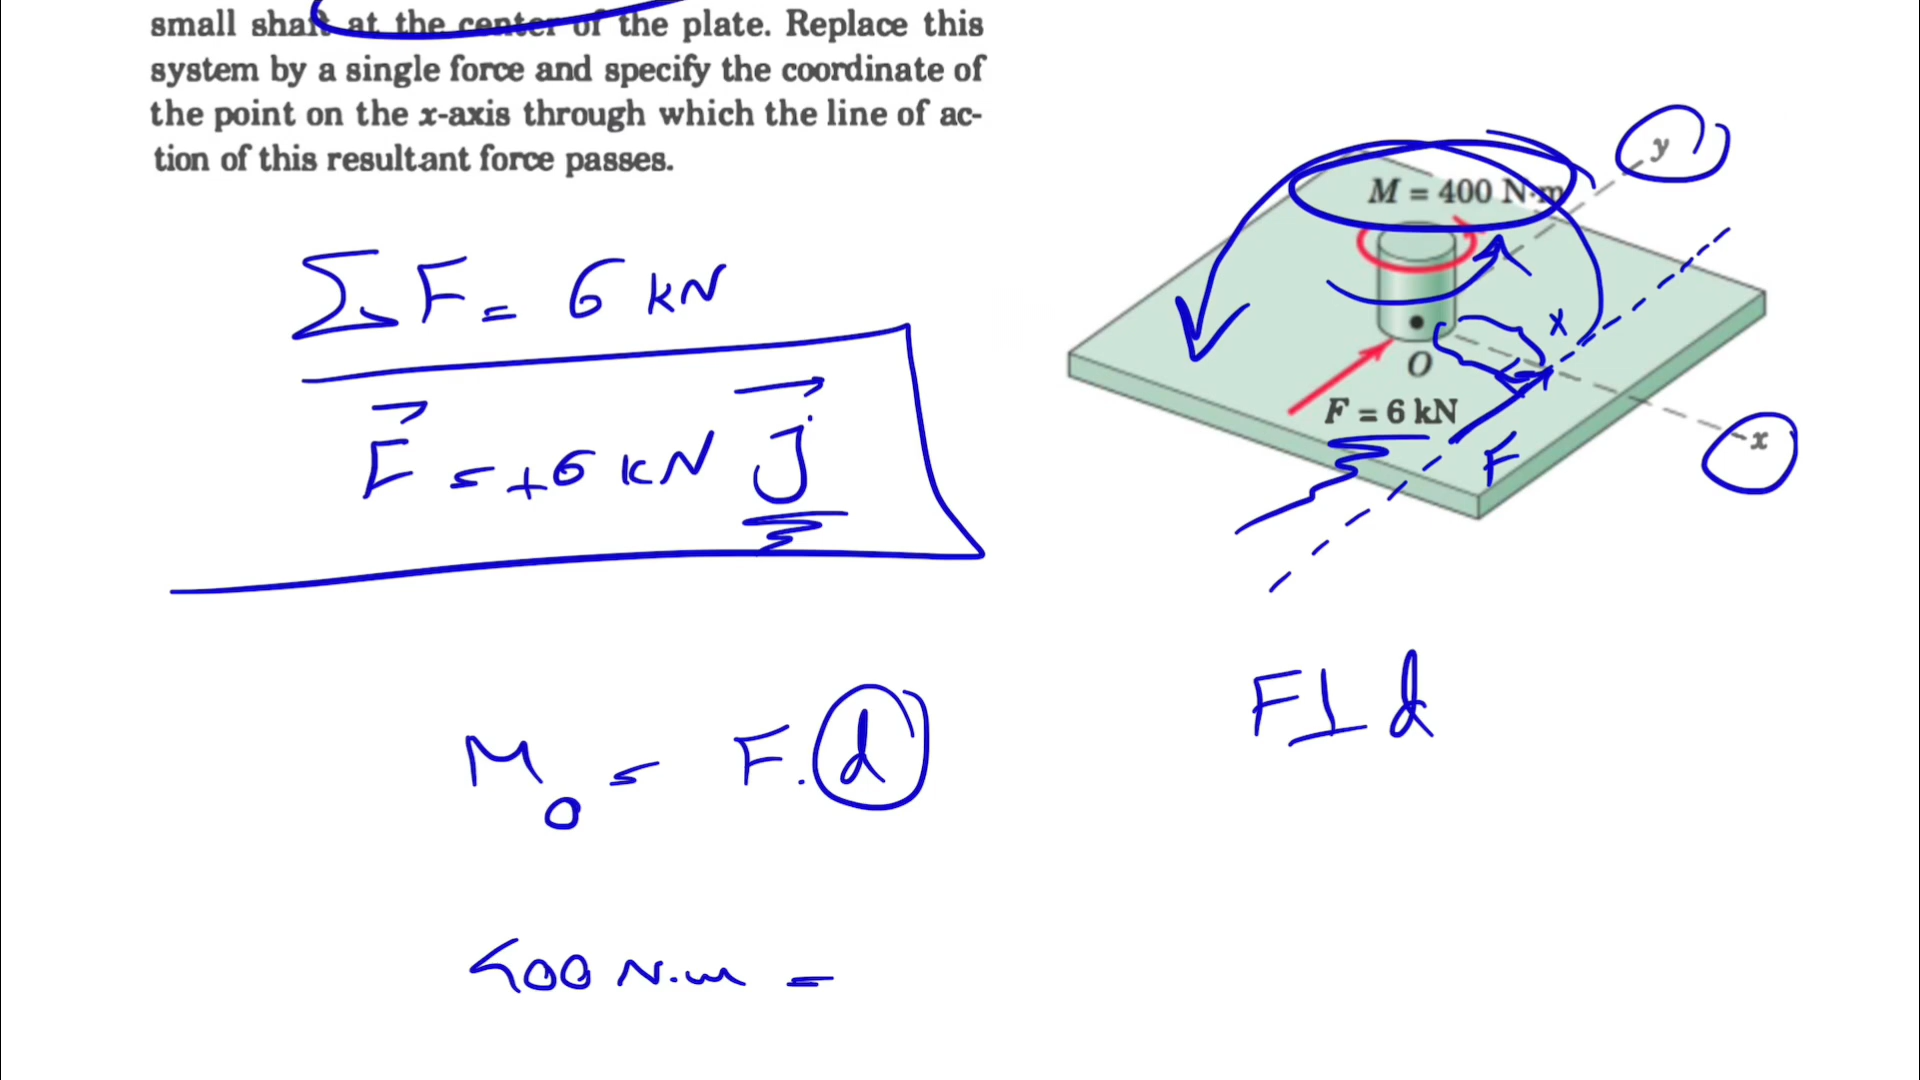 small shaft at the center of the plate. Replace this
system by a single force and specify the coordinate of
the point on the x-axis through which the line of ac-
tion of this resultant force passes.
y
M = 400 N·m
x
O
F = 6 kN
x
F
∑F = 6 kN
F = +6 kN j
F ⊥ d
M_O = F.d
400 N.m =